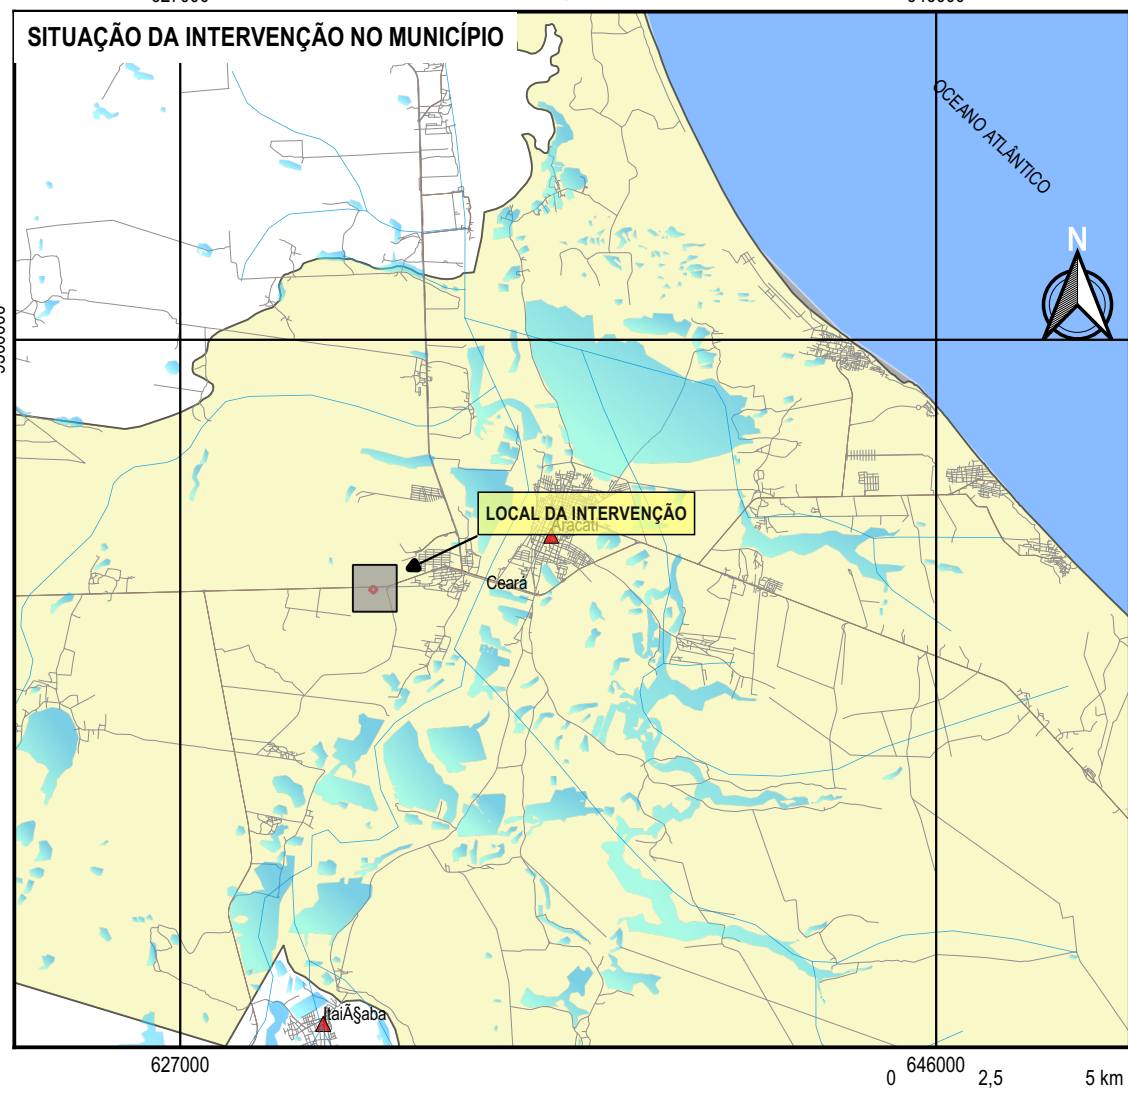 SITUAÇÃO DA INTERVENÇÃO NO MUNICÍPIO
OCEANO ATLÂNTICO
N
LOCAL DA INTERVENÇÃO
Aracati
Ceará
ItaiÃ§aba
627000
646000
0 2,5 5 km